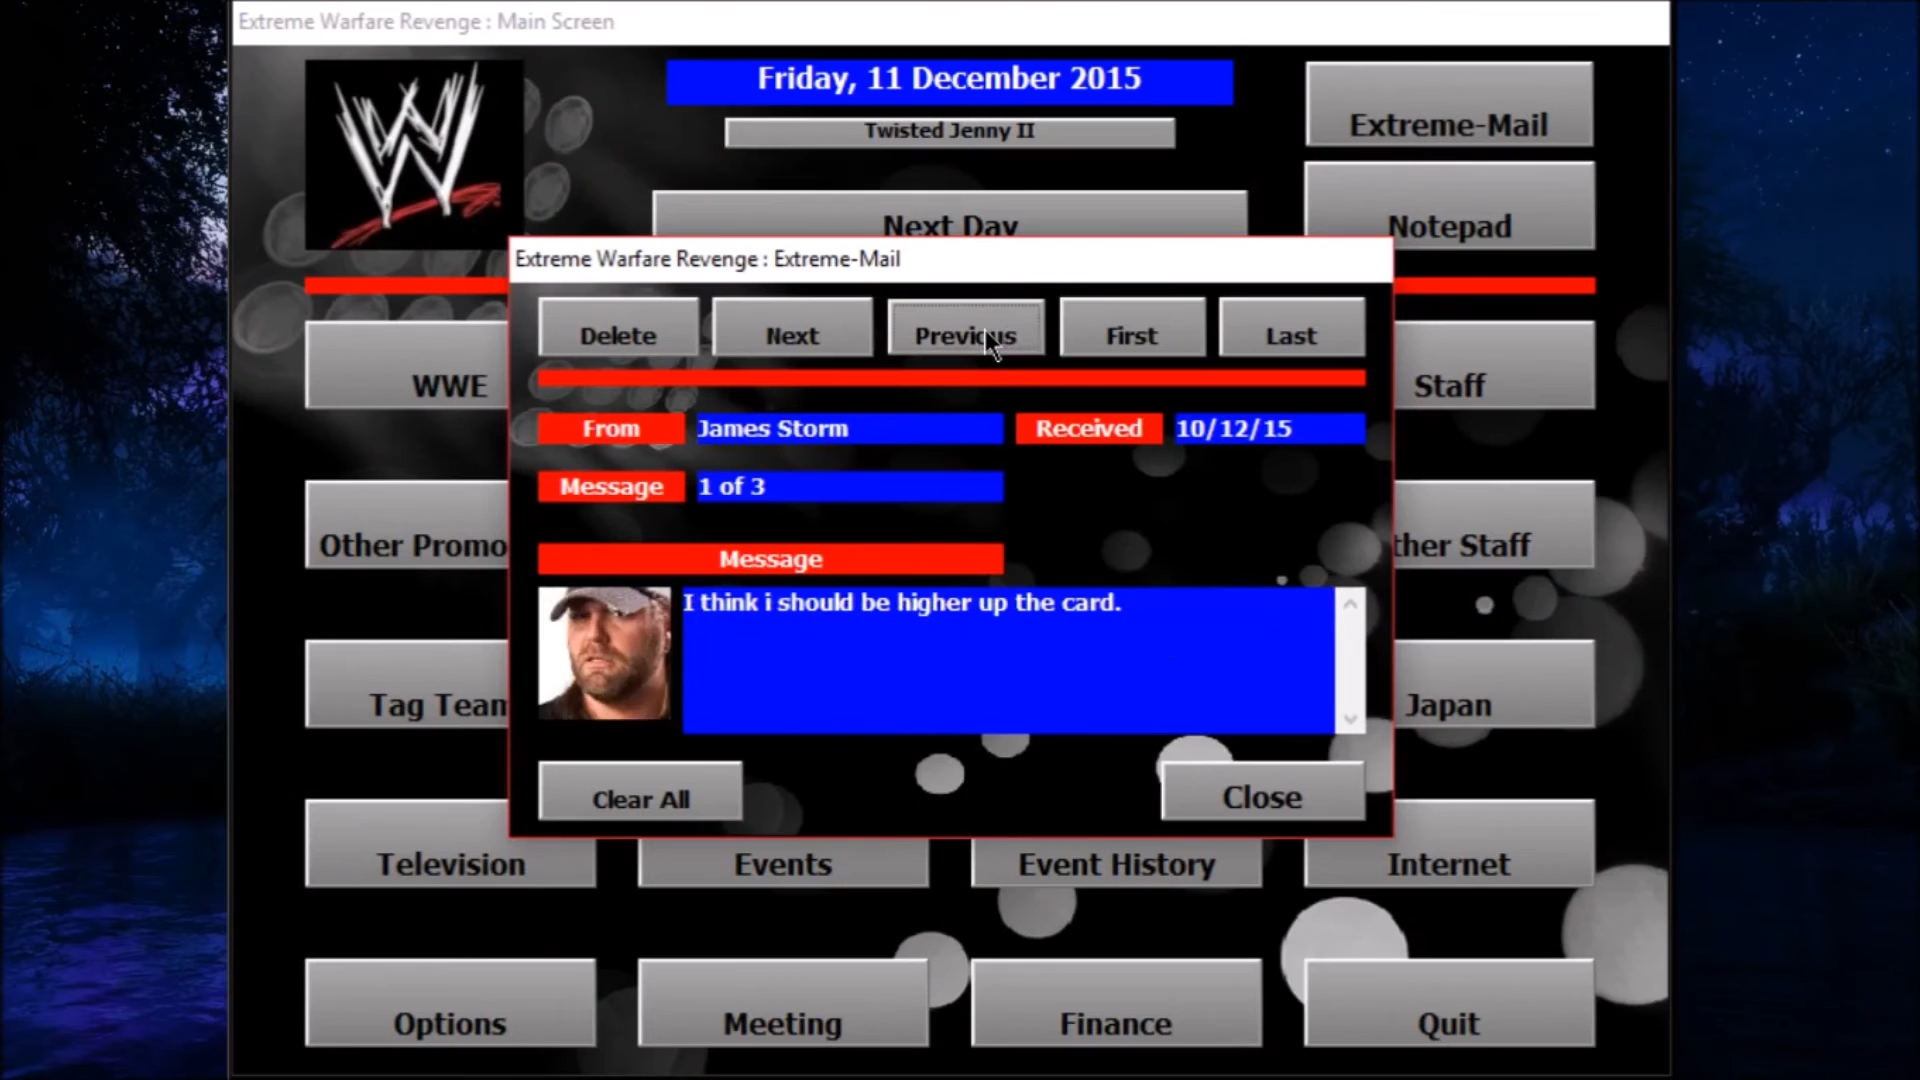 Extreme Warfare Revenge : Main Screen
Friday, 11 December 2015
Twisted Jenny II
Extreme-Mail
Next Day
Notepad
Extreme Warfare Revenge : Extreme-Mail
Delete
Next
Previous
First
Last
WWE
Staff
From
James Storm
Received
10/12/15
Message
1 of 3
Other Promo
ther Staff
Message
I think i should be higher up the card.
Tag Team
Japan
Clear All
Close
Television
Events
Event History
Internet
Options
Meeting
Finance
Quit